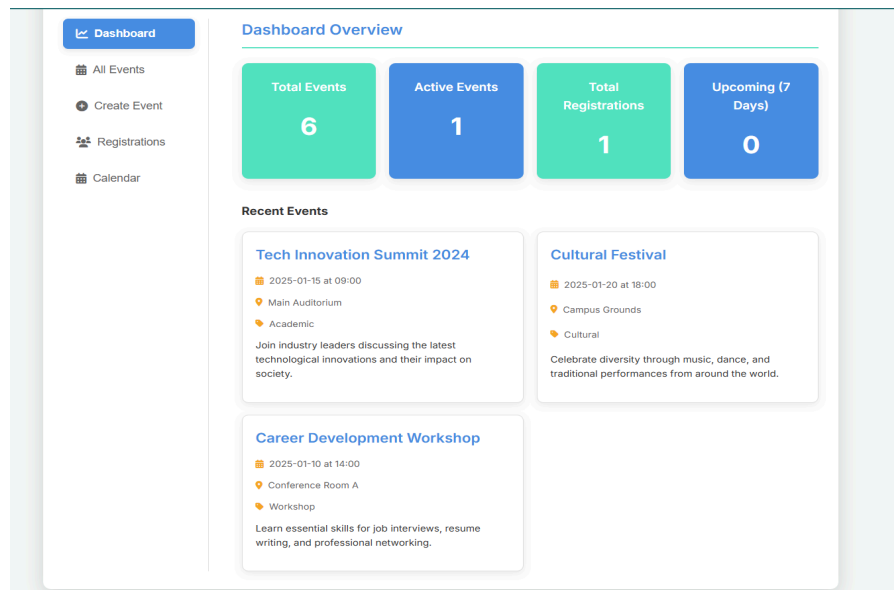 Dashboard
All Events
Create Event
Registrations
Calendar
Dashboard Overview
Total Events
6
Active Events
1
Total
Registrations
1
Upcoming (7
Days)
0
Recent Events
Tech Innovation Summit 2024
2025-01-15 at 09:00
Main Auditorium
Academic
Join industry leaders discussing the latest
technological innovations and their impact on
society.
Cultural Festival
2025-01-20 at 18:00
Campus Grounds
Cultural
Celebrate diversity through music, dance, and
traditional performances from around the world.
Career Development Workshop
2025-01-10 at 14:00
Conference Room A
Workshop
Learn essential skills for job interviews, resume
writing, and professional networking.